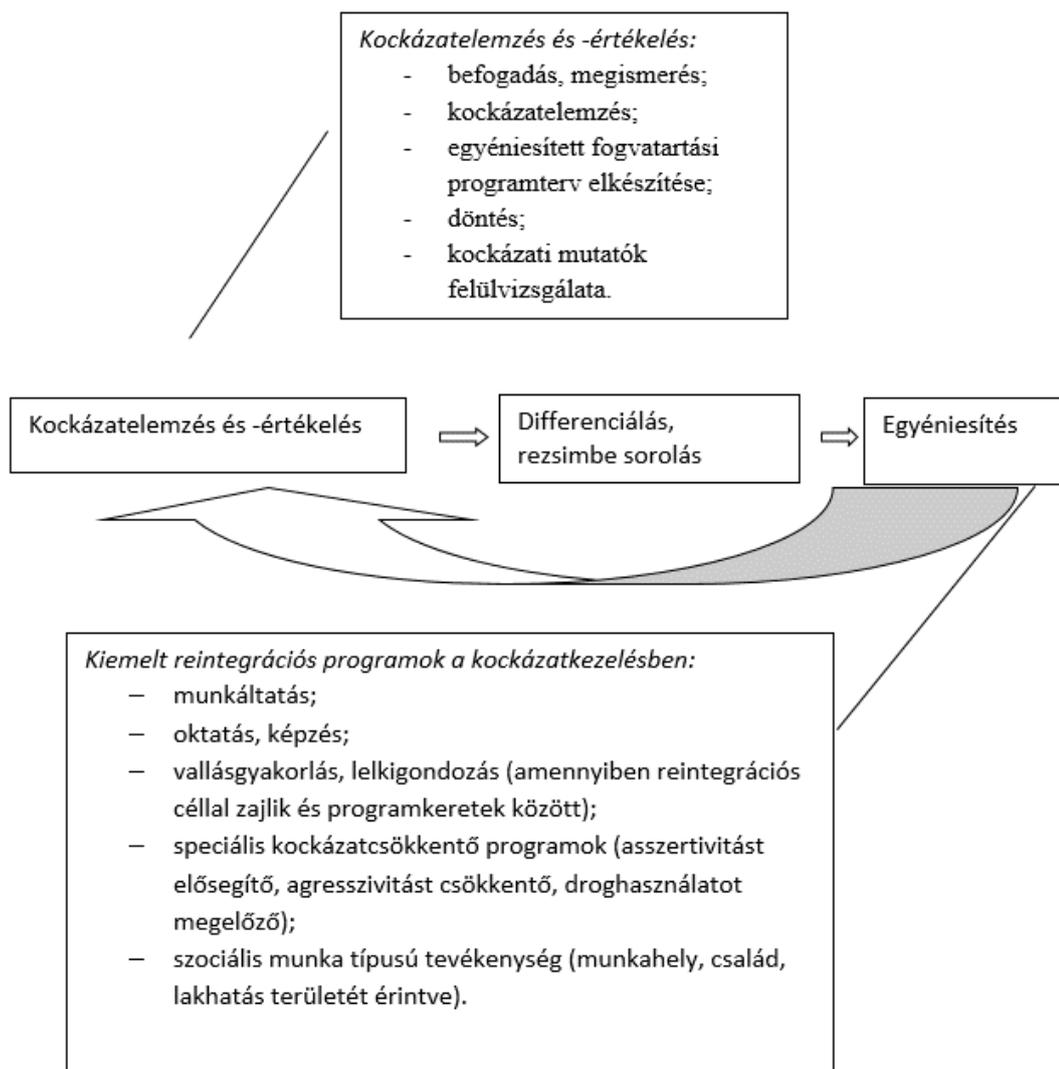 Kockázatelemzés és -értékelés:
- befogadás, megismerés;
- kockázatelemzés;
- egyéniesített fogvatartási
programterv elkészítése;
- döntés;
- kockázati mutatók
felülvizsgálata.
Kockázatelemzés és -értékelés
Differenciálás,
rezsimbe sorolás
Egyéniesítés
Kiemelt reintegrációs programok a kockázatkezelésben:
– munkáltatás;
– oktatás, képzés;
– vallásgyakorlás, lelkigondozás (amennyiben reintegrációs
céllal zajlik és programkeretek között);
– speciális kockázatcsökkentő programok (asszertivitást
elősegítő, agresszivitást csökkentő, droghasználatot
megelőző);
– szociális munka típusú tevékenység (munkahely, család,
lakhatás területét érintve).